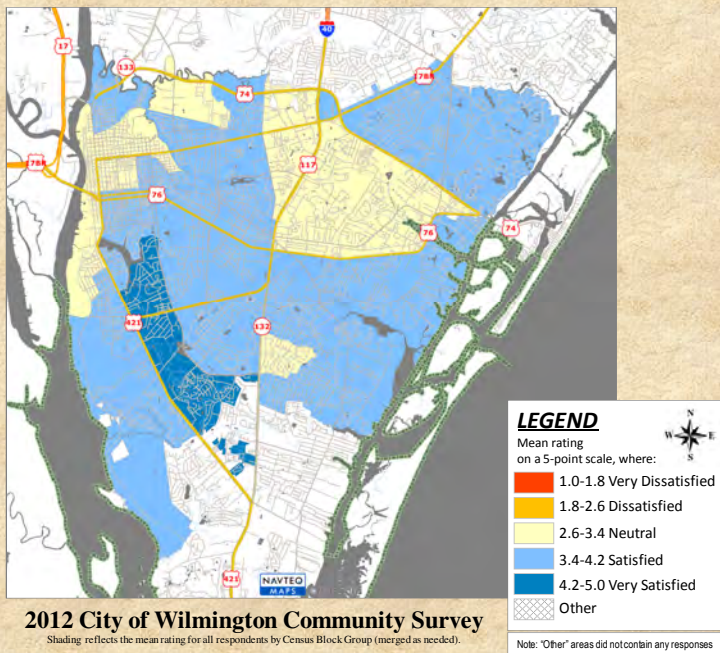 40
17
133
74
178R
117
178R
76
76
74
421
132
421
NAVTEQ
MAPS
LEGEND
N
W E
S
Mean rating
on a 5-point scale, where:
1.0-1.8 Very Dissatisfied
1.8-2.6 Dissatisfied
2.6-3.4 Neutral
3.4-4.2 Satisfied
4.2-5.0 Very Satisfied
Other
2012 City of Wilmington Community Survey
Shading reflects the mean rating for all respondents by Census Block Group (merged as needed).
Note: "Other" areas did not contain any responses